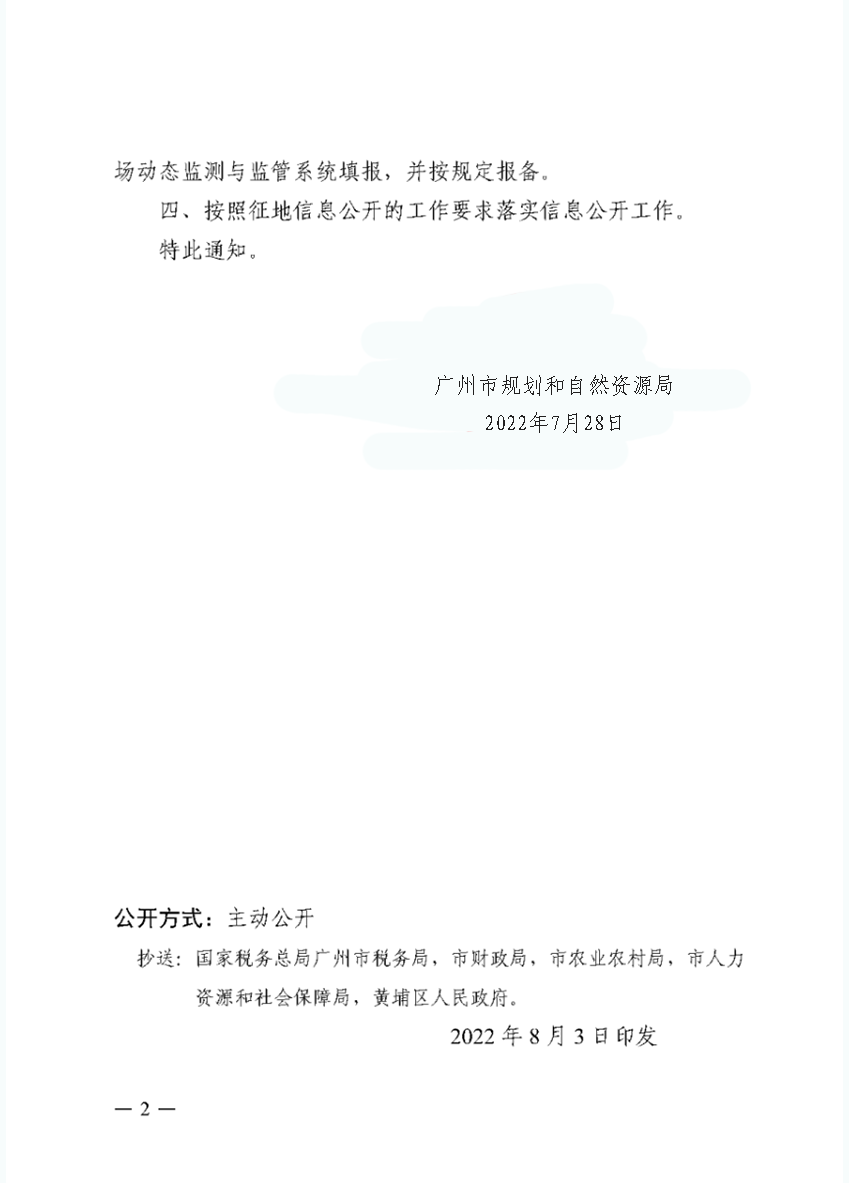 场动态监测与监管系统填报，并按规定报备。
四、按照征地信息公开的工作要求落实信息公开工作。
特此通知。
广州市规划和自然资源局
2022年7月28日
公开方式：主动公开
抄送：国家税务总局广州市税务局，市财政局，市农业农村局，市人力
资源和社会保障局，黄埔区人民政府。
2022 年 8 月 3 日印发
— 2 —